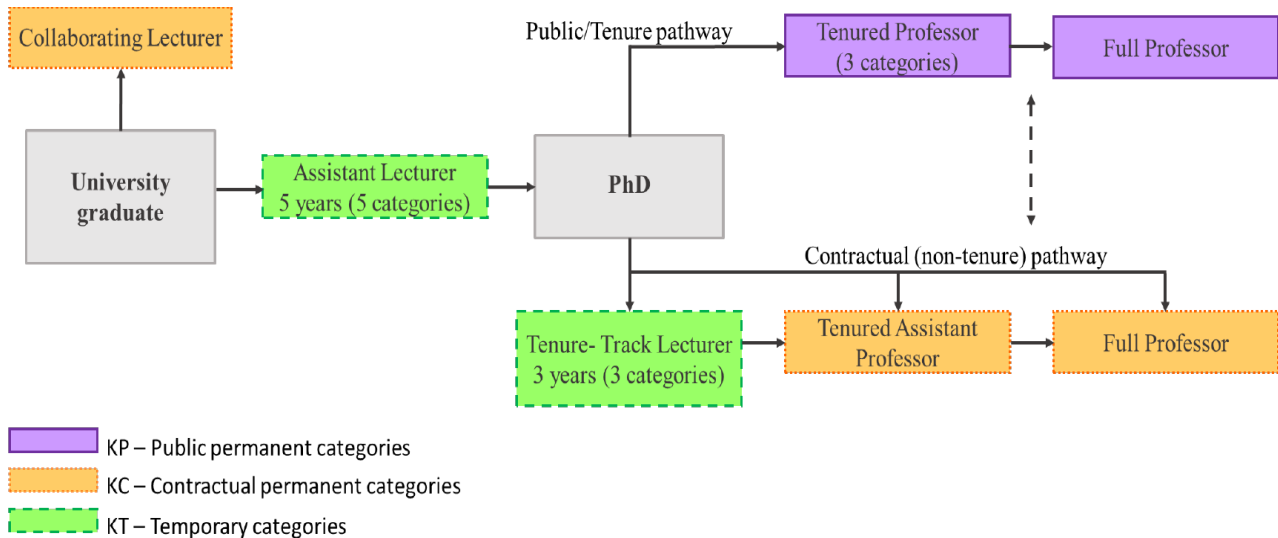 Collaborating Lecturer
University
graduate
Assistant Lecturer
5 years (5 categories)
PhD
Public/Tenure pathway
Tenured Professor
(3 categories)
Full Professor
Contractual (non-tenure) pathway
Tenure- Track Lecturer
3 years (3 categories)
Tenured Assistant
Professor
Full Professor
KP – Public permanent categories
KC – Contractual permanent categories
KT – Temporary categories